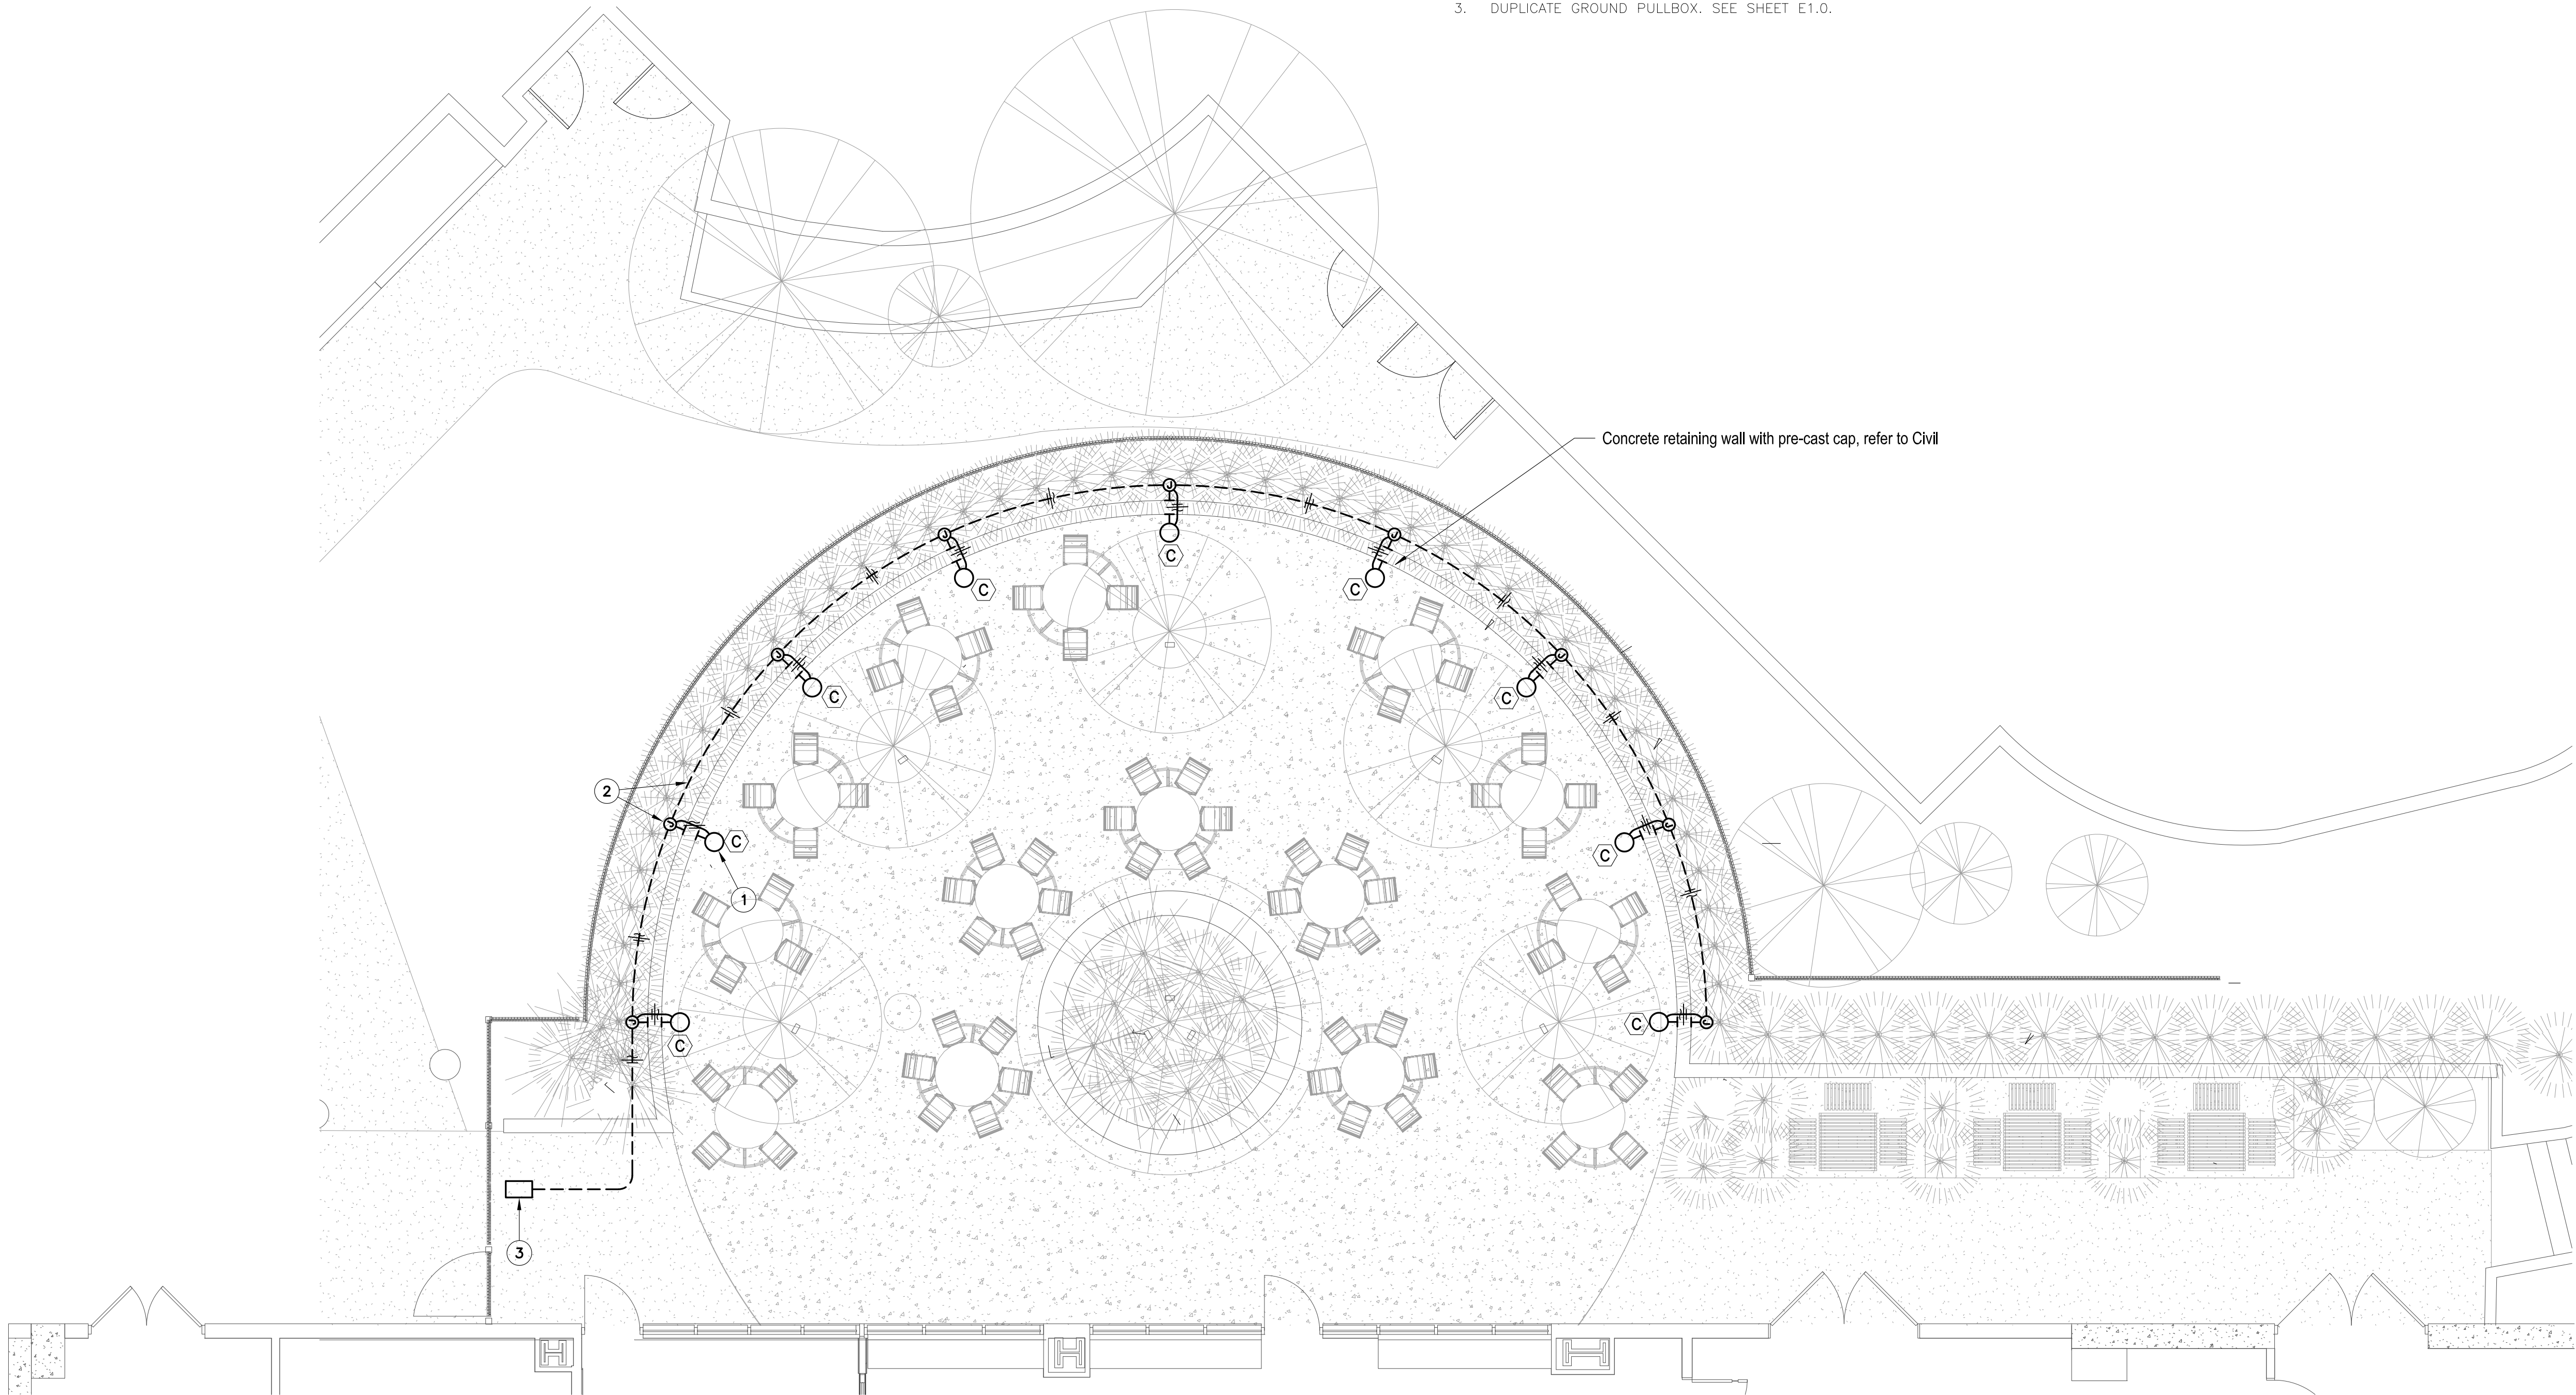 3. DUPLICATE GROUND PULLBOX. SEE SHEET E1.0.
Concrete retaining wall with pre-cast cap, refer to Civil
J
J
J
C
C
C
J
J
C
C
2
J
J
C
C
1
J
J
C
C
3